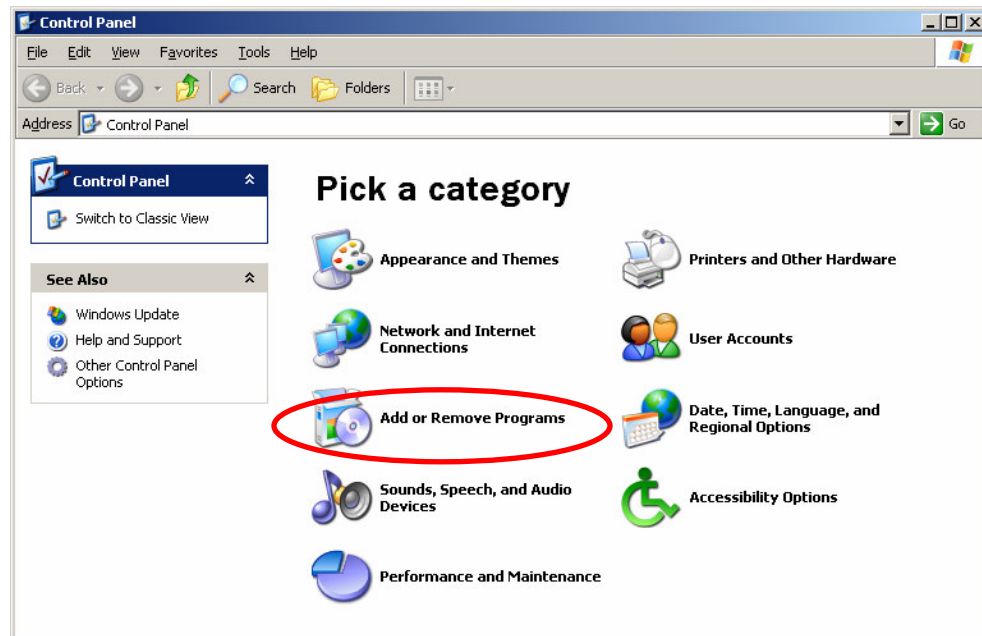 Control Panel
File Edit View Favorites Tools Help
Back Search Folders
Address Control Panel Go
Control Panel
Switch to Classic View
See Also
Windows Update
Help and Support
Other Control Panel
Options
Pick a category
Appearance and Themes
Printers and Other Hardware
Network and Internet
Connections
User Accounts
Add or Remove Programs
Date, Time, Language, and
Regional Options
Sounds, Speech, and Audio
Devices
Accessibility Options
Performance and Maintenance